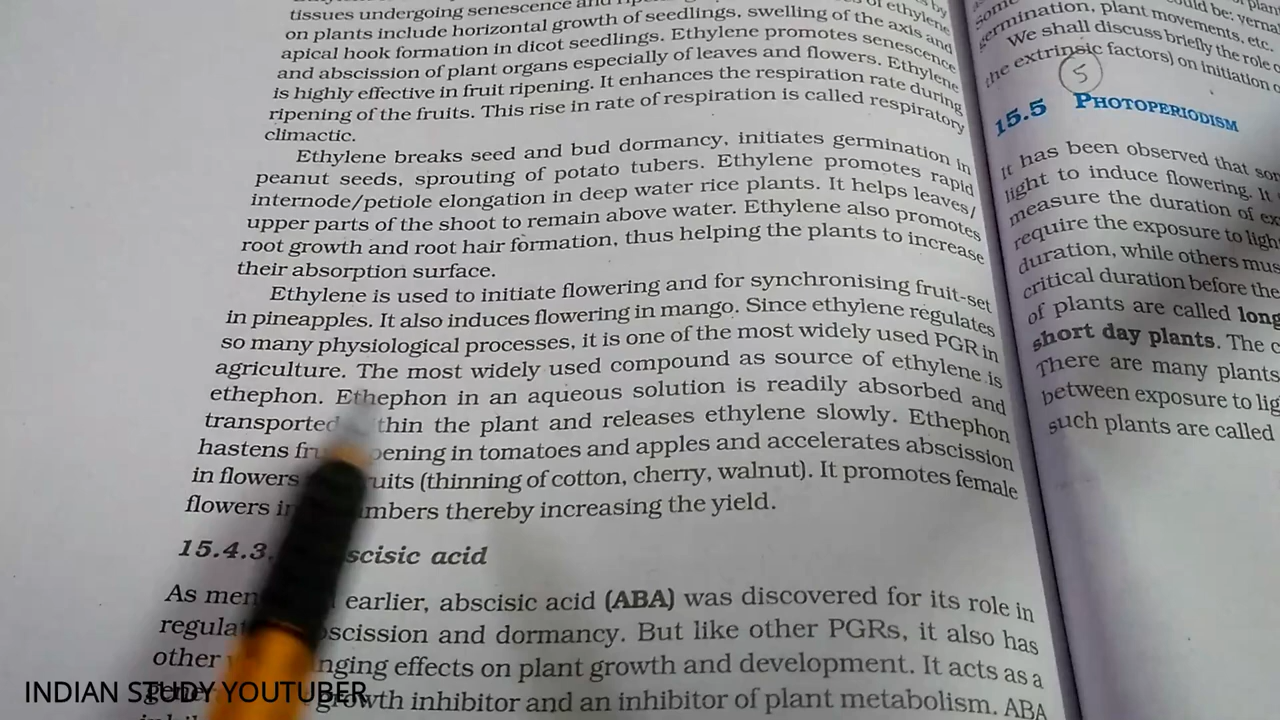 tissues undergoing senescence and
of ethylene
on plants include horizontal growth of seedlings, swelling of the axis and
apical hook formation in dicot seedlings. Ethylene promotes senescence
and abscission of plant organs especially of leaves and flowers. Ethylene
is highly effective in fruit ripening. It enhances the respiration rate during
ripening of the fruits. This rise in rate of respiration is called respiratory
climactic.
Ethylene breaks seed and bud dormancy, initiates germination in
peanut seeds, sprouting of potato tubers. Ethylene promotes rapid
internode/petiole elongation in deep water rice plants. It helps leaves/
upper parts of the shoot to remain above water. Ethylene also promotes
root growth and root hair formation, thus helping the plants to increase
their absorption surface.
Ethylene is used to initiate flowering and for synchronising fruit-set
in pineapples. It also induces flowering in mango. Since ethylene regulates
so many physiological processes, it is one of the most widely used PGR in
agriculture. The most widely used compound as source of ethylene is
ethephon. Ethephon in an aqueous solution is readily absorbed and
transported thin the plant and releases ethylene slowly. Ethephon
hastens fru pening in tomatoes and apples and accelerates abscission
in flowers ruits (thinning of cotton, cherry, walnut). It promotes female
flowers in mbers thereby increasing the yield.
15.4.3. scisic acid
As men earlier, abscisic acid (ABA) was discovered for its role in
regulat scission and dormancy. But like other PGRs, it also has
other nging effects on plant growth and development. It acts as a
growth inhibitor and an inhibitor of plant metabolism. ABA
some
could be: verna
germination, plant movements, etc.
We shall discuss briefly the role o
the extrinsic factors) on initiation o
5
15.5 PHOTOPERIODISM
It has been observed that som
light to induce flowering. It
measure the duration of ex
require the exposure to ligh
duration, while others mus
critical duration before the
of plants are called long
short day plants. The c
There are many plants
between exposure to lig
such plants are called
INDIAN STUDY YOUTUBER